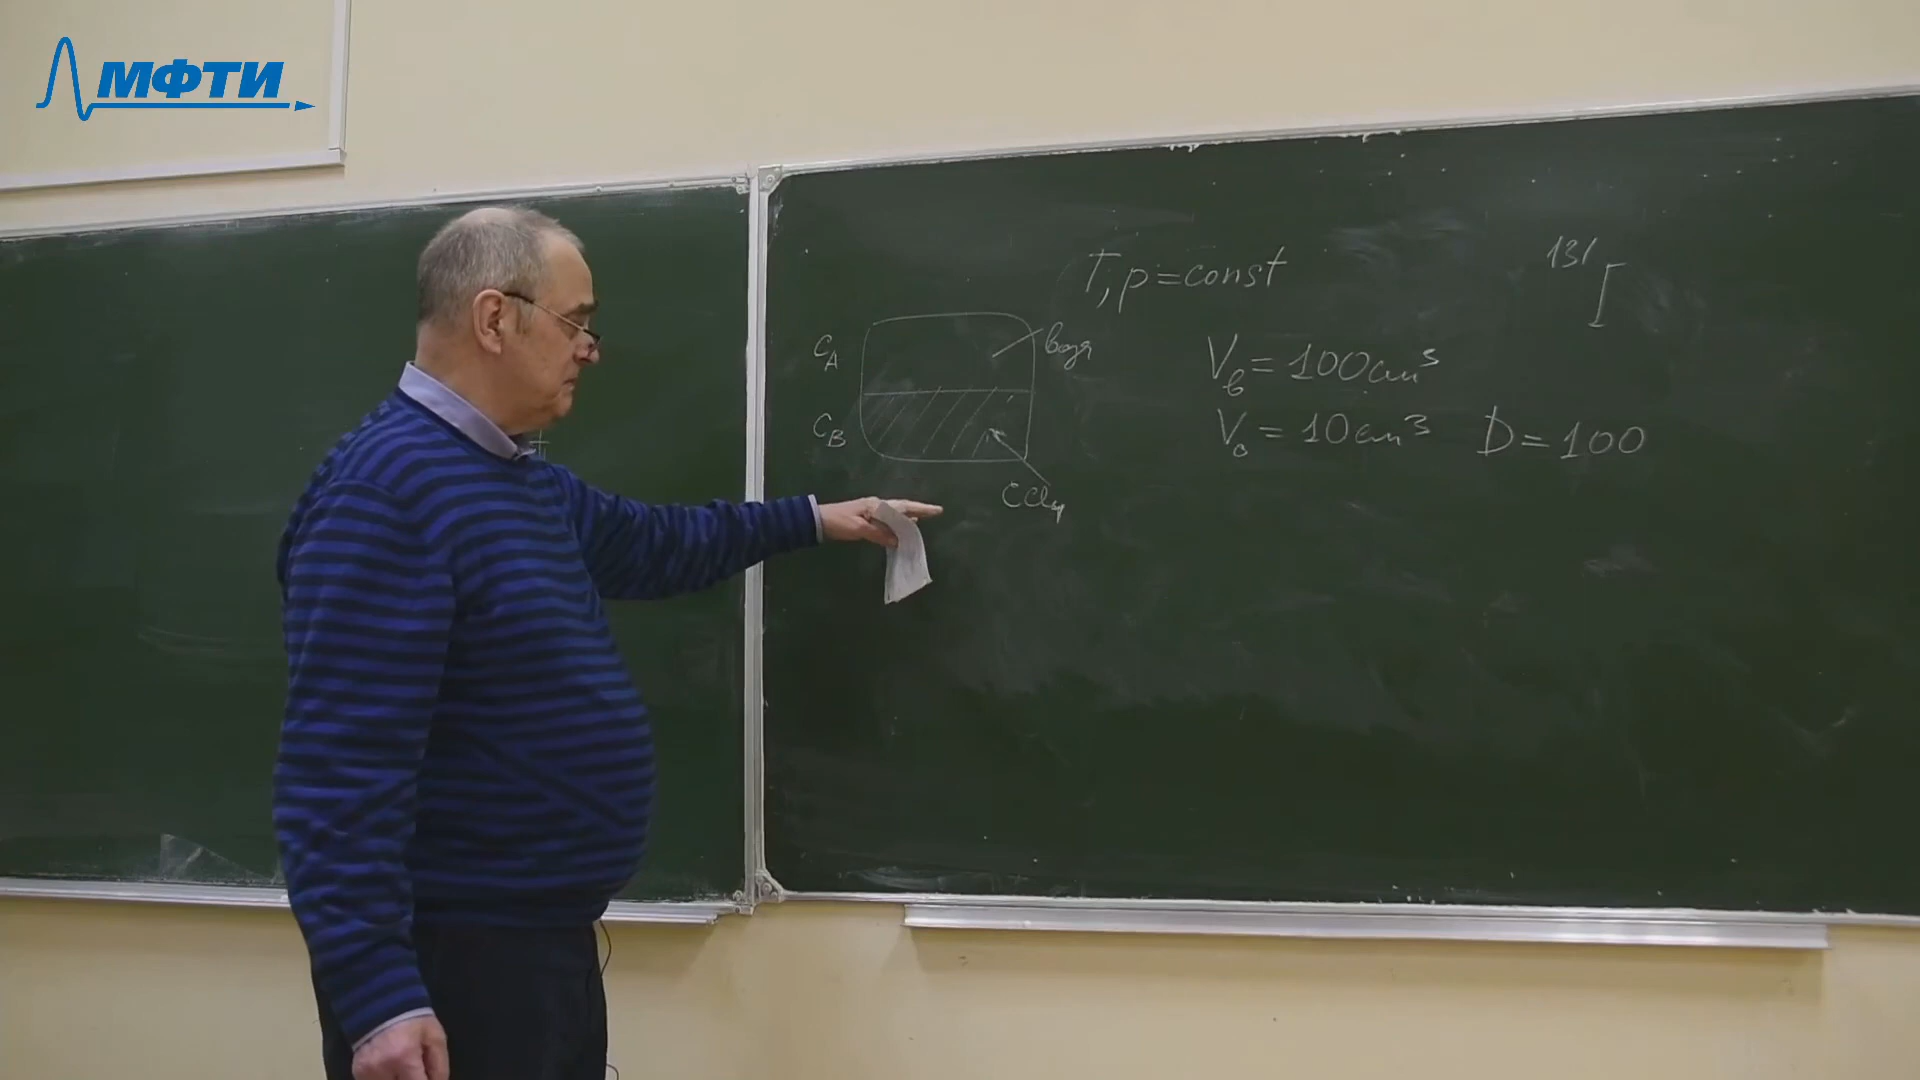 МФТИ
T, p = const
131 I
C_A
вода
V_в = 100 см³
C_B
V_о = 10 см³ D = 100
CCl₄